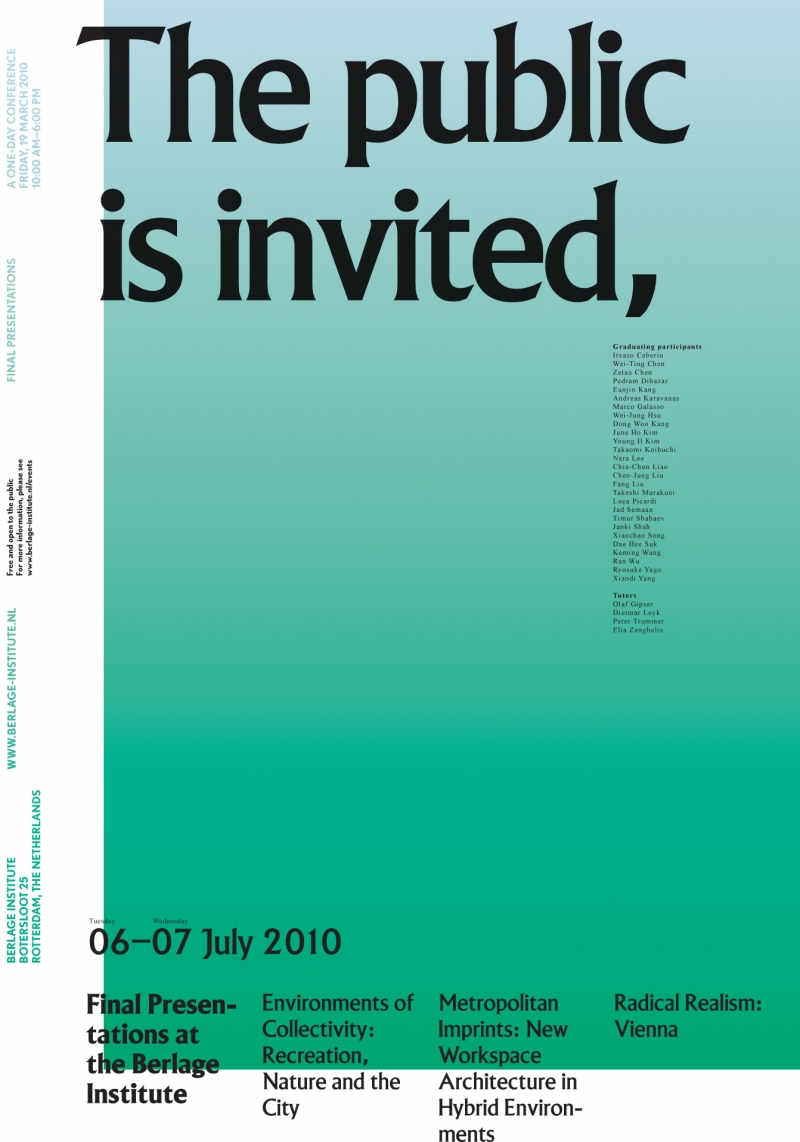 The public
is invited,
A ONE-DAY CONFERENCE
FRIDAY, 19 MARCH 2010
10:00 AM–6:00 PM
FINAL PRESENTATIONS
Free and open to the public
For more information, please see
www.berlage-institute.nl/events
WWW.BERLAGE-INSTITUTE.NL
BERLAGE INSTITUTE
BOTERSLOOT 25
ROTTERDAM, THE NETHERLANDS
Graduating participants
Itxaso Ceberio
Wei-Ting Chen
Zetao Chen
Pedram Dibazar
Eunjin Kang
Andreas Karavanas
Marco Galasso
Wei-Jung Hsu
Dong Woo Kang
June Ho Kim
Young Il Kim
Takaomi Koibuchi
Nara Lee
Chia-Chun Liao
Chen-Jung Liu
Fang Liu
Takeshi Murakuni
Luca Picardi
Jad Semaan
Timur Shabaev
Janki Shah
Xiaochao Song
Dae Hee Suk
Keming Wang
Ran Wu
Ryosuke Yago
Xiaodi Yang
Tutors
Olaf Gipser
Dietmar Leyk
Peter Trummer
Elia Zenghelis
Tuesday Wednesday
06–07 July 2010
Final Presen-
tations at
the Berlage
Institute
Environments of
Collectivity:
Recreation,
Nature and the
City
Metropolitan
Imprints: New
Workspace
Architecture in
Hybrid Environ-
ments
Radical Realism:
Vienna